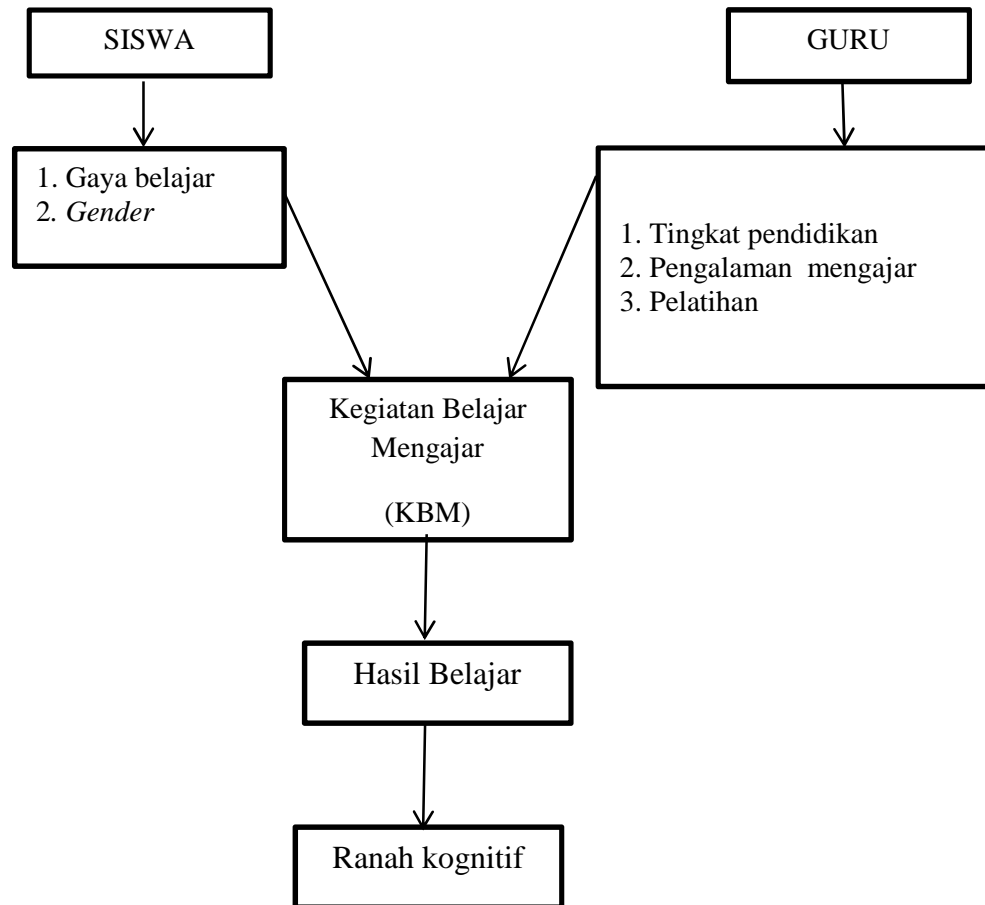 SISWA
GURU
1. Gaya belajar
2. Gender
1. Tingkat pendidikan
2. Pengalaman mengajar
3. Pelatihan
Kegiatan Belajar
Mengajar
(KBM)
Hasil Belajar
Ranah kognitif